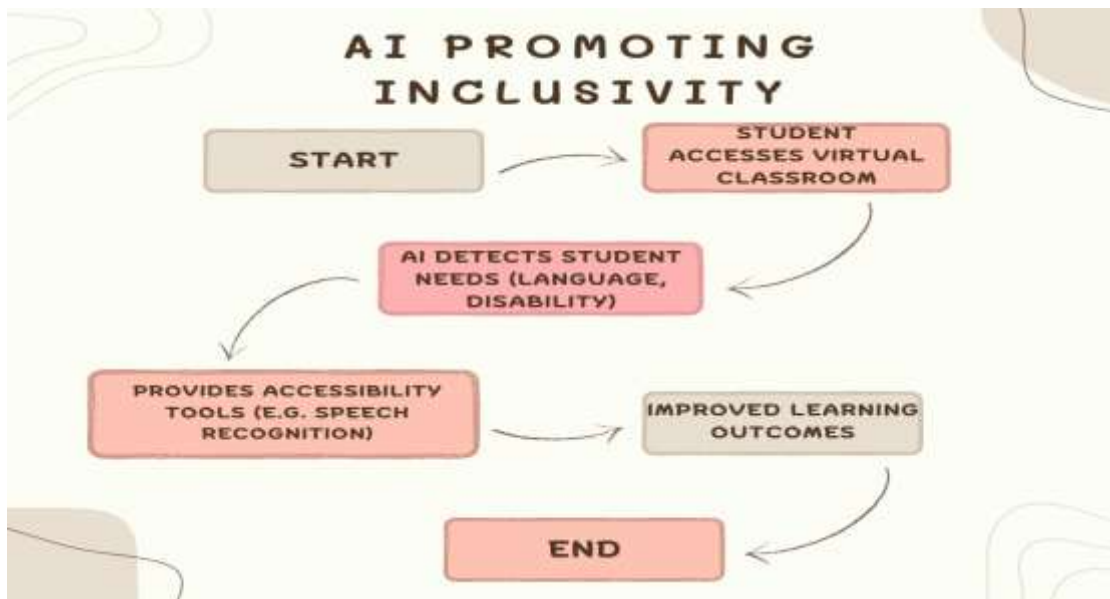 AI PROMOTING
INCLUSIVITY
START
STUDENT
ACCESSES VIRTUAL
CLASSROOM
AI DETECTS STUDENT
NEEDS (LANGUAGE,
DISABILITY)
PROVIDES ACCESSIBILITY
TOOLS (E.G. SPEECH
RECOGNITION)
IMPROVED LEARNING
OUTCOMES
END